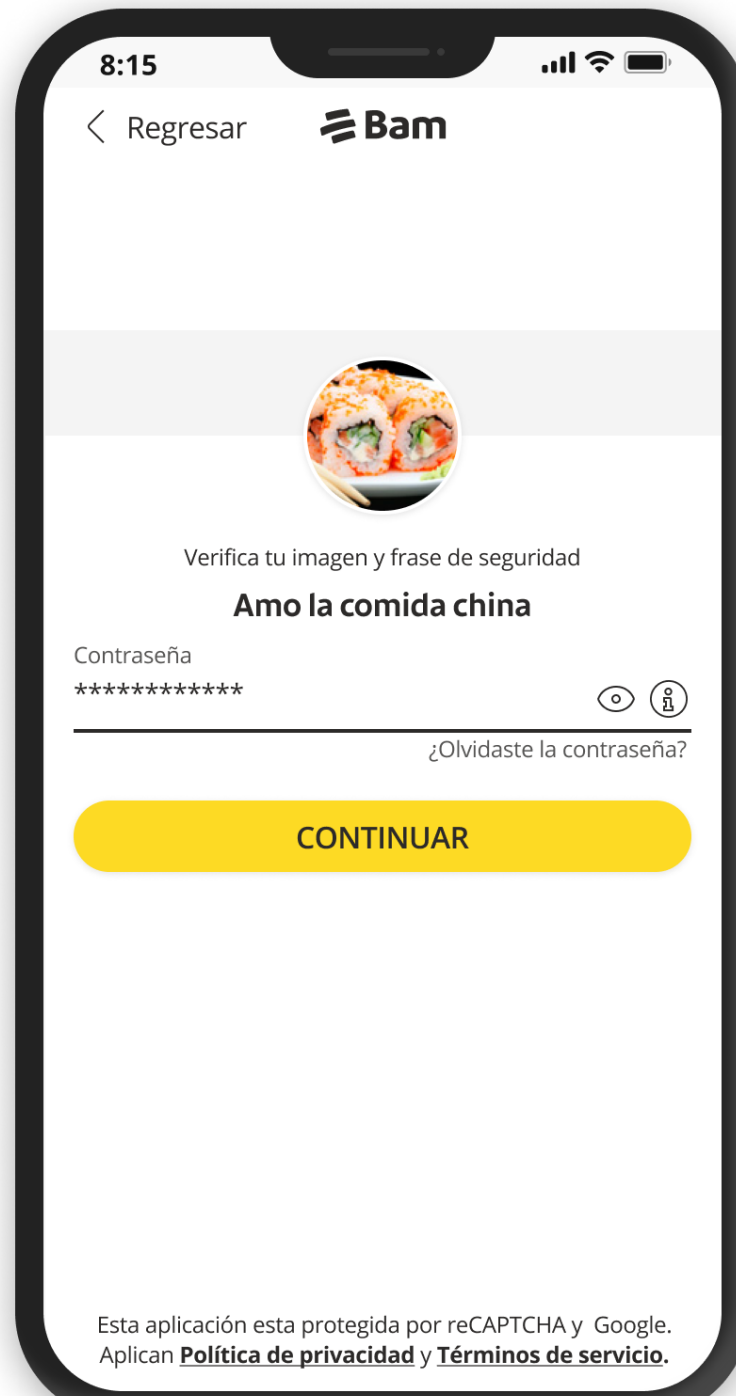 8:15
Regresar
Bam
Verifica tu imagen y frase de seguridad
Amo la comida china
Contraseña
************
¿Olvidaste la contraseña?
CONTINUAR
Esta aplicación esta protegida por reCAPTCHA y Google.
Aplican Política de privacidad y Términos de servicio.